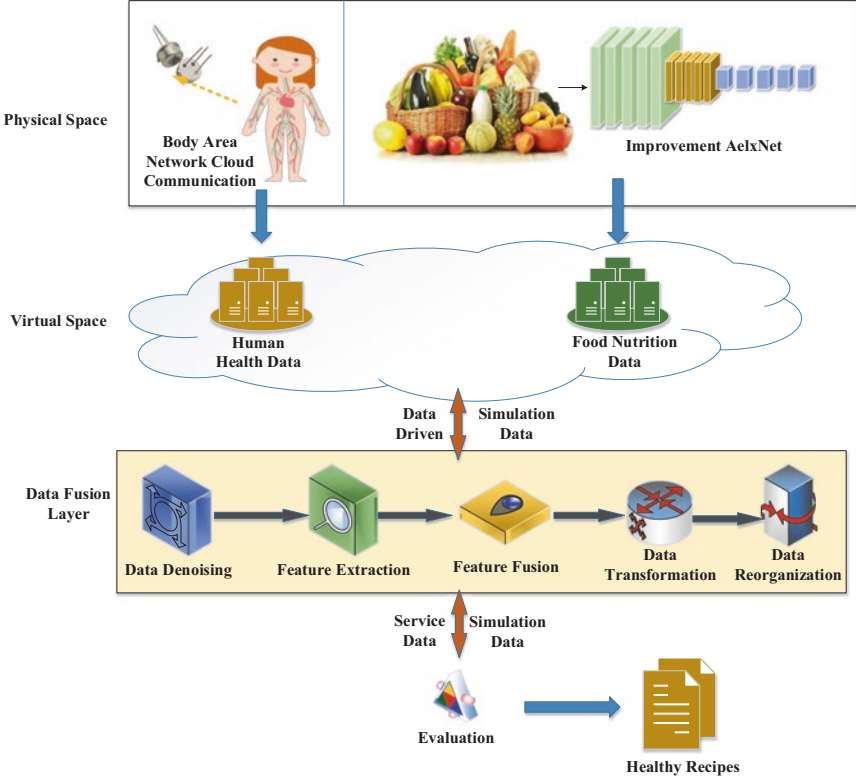 Physical Space
Body Area
Network Cloud
Communication
Improvement AelxNet
Virtual Space
Human
Health Data
Food Nutrition
Data
Data
Driven
Simulation
Data
Data Fusion
Layer
Data Denoising
Feature Extraction
Feature Fusion
Data
Transformation
Data
Reorganization
Service
Data
Simulation
Data
Evaluation
Healthy Recipes